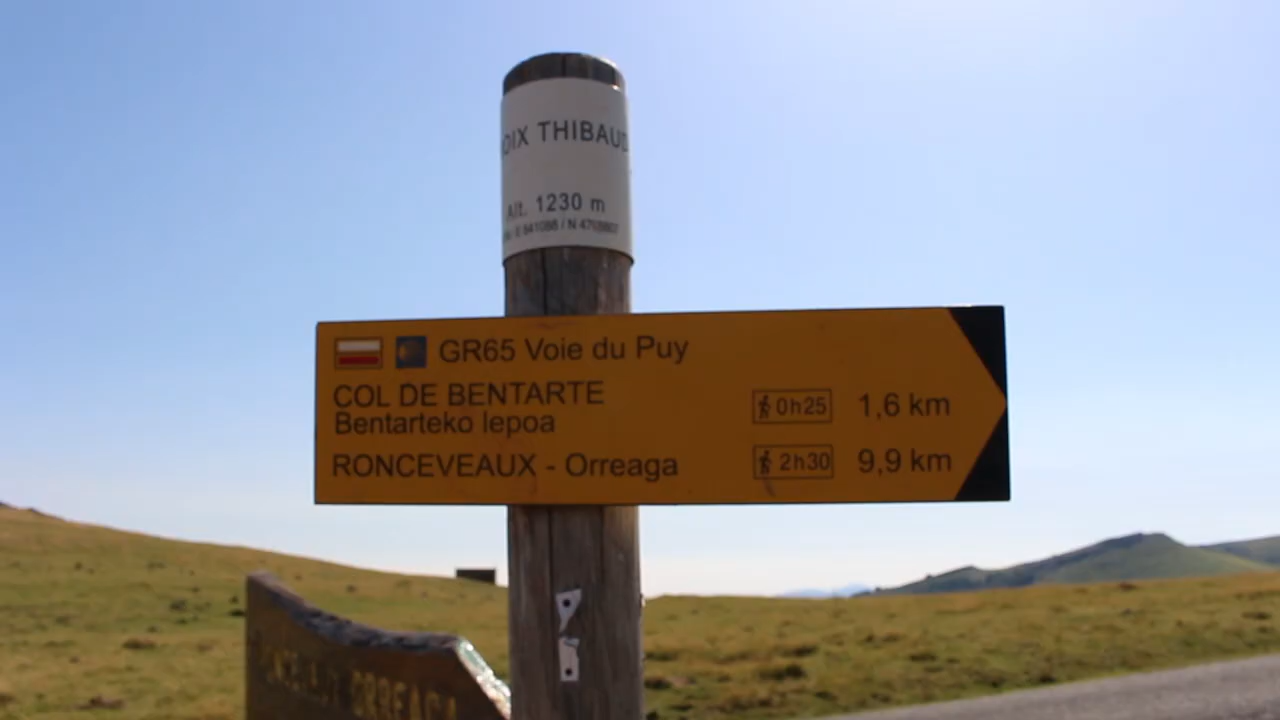 OIX THIBAUD
Alt. 1230 m
GR65 Voie du Puy
COL DE BENTARTE
Bentarteko lepoa
0h25 1,6 km
RONCEVEAUX - Orreaga
2h30 9,9 km
ORREAGA